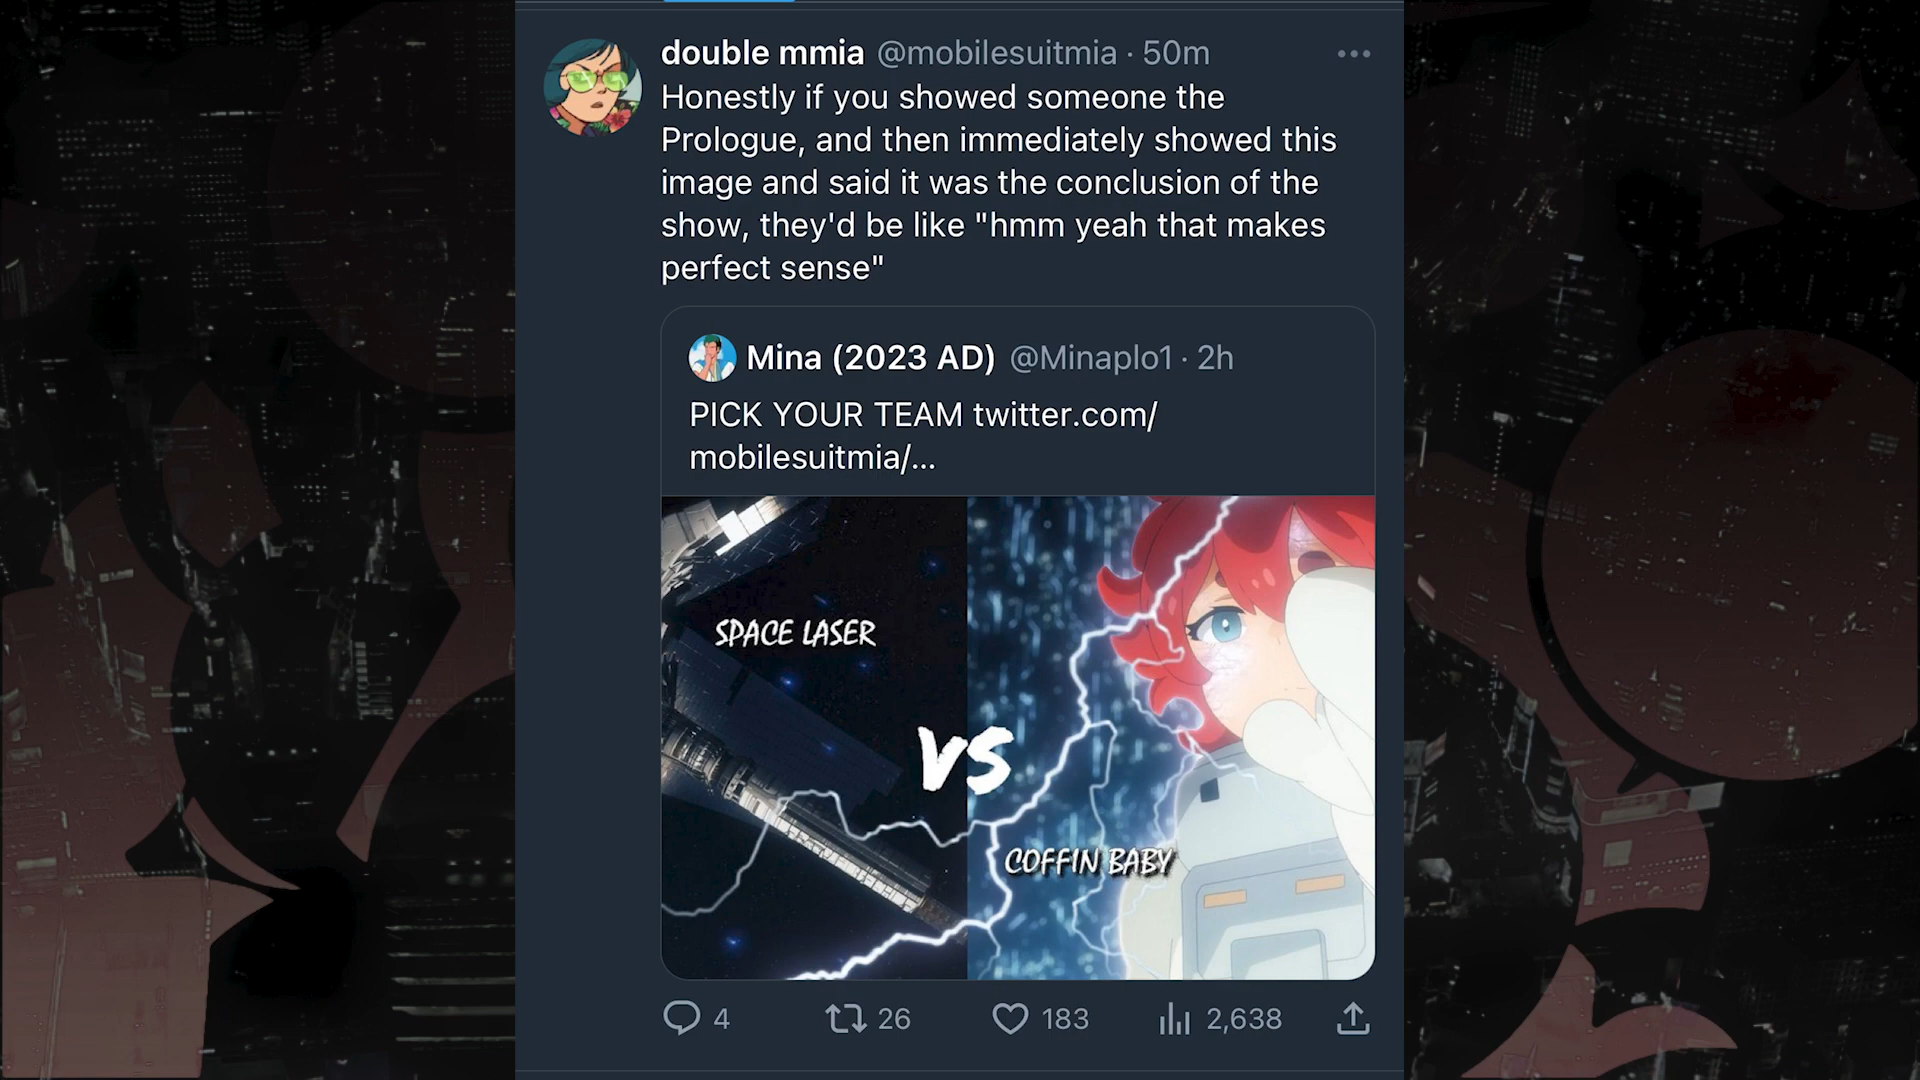 double mmia @mobilesuitmia · 50m
Honestly if you showed someone the
Prologue, and then immediately showed this
image and said it was the conclusion of the
show, they'd be like "hmm yeah that makes
perfect sense"
Mina (2023 AD) @Minaplo1 · 2h
PICK YOUR TEAM twitter.com/
mobilesuitmia/...
SPACE LASER
VS
COFFIN BABY
4 26 183 2,638